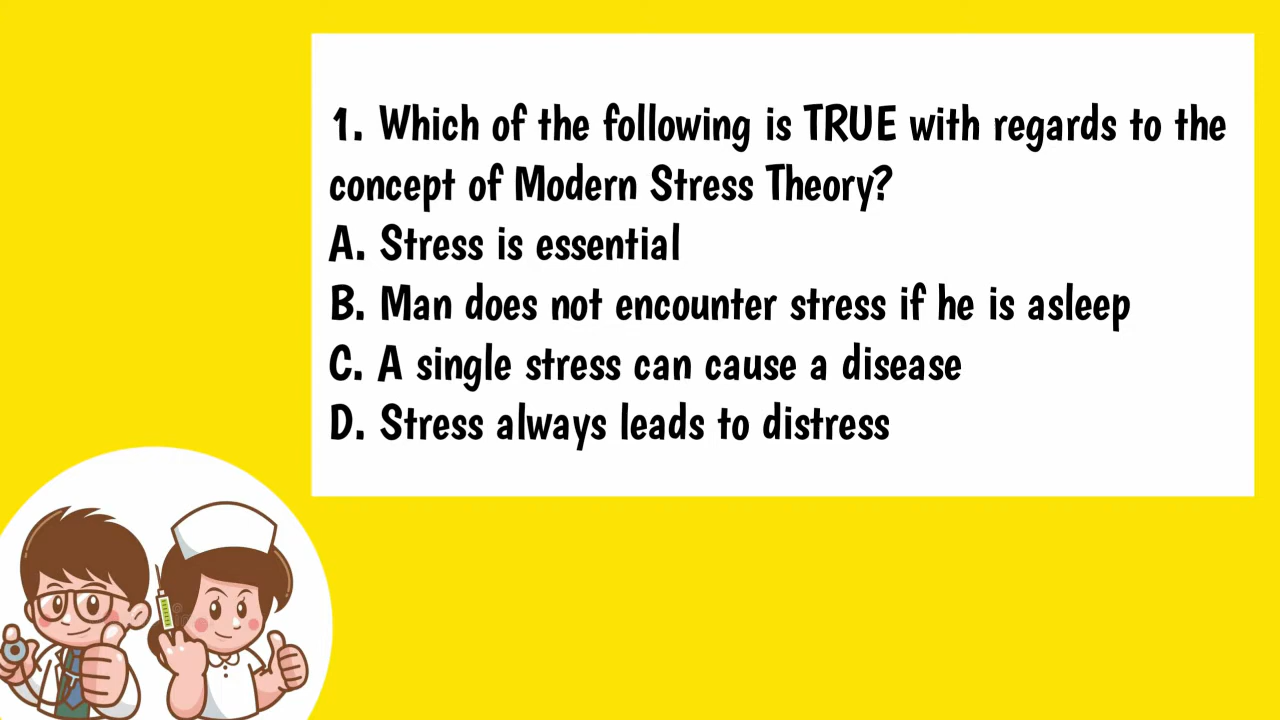 1. Which of the following is TRUE with regards to the
concept of Modern Stress Theory?
A. Stress is essential
B. Man does not encounter stress if he is asleep
C. A single stress can cause a disease
D. Stress always leads to distress